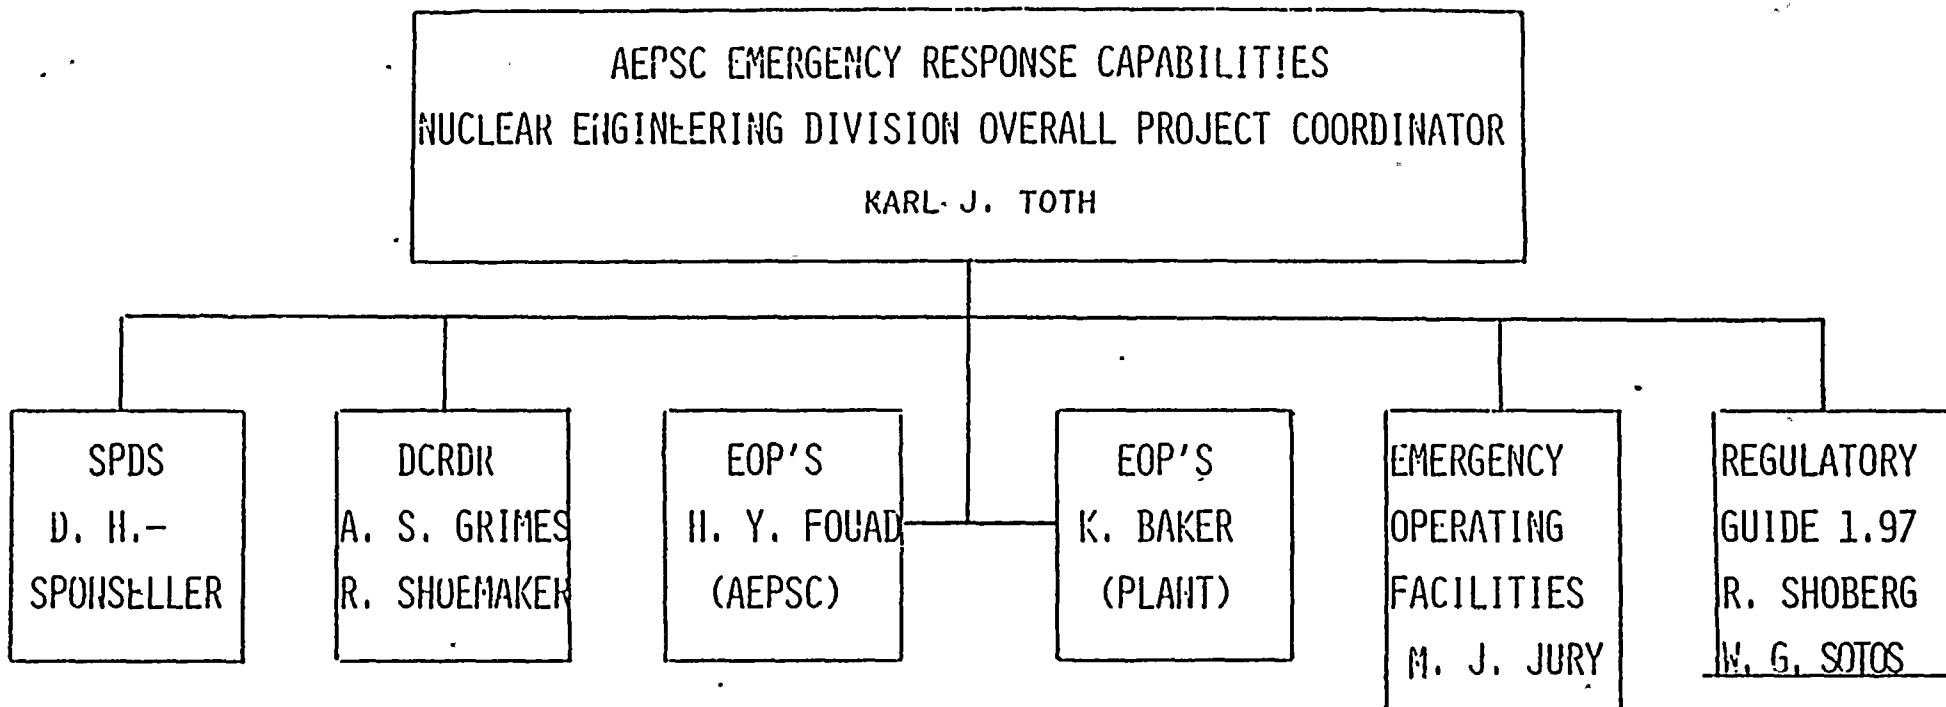 AEPSC EMERGENCY RESPONSE CAPABILITIES
NUCLEAR ENGINEERING DIVISION OVERALL PROJECT COORDINATOR
KARL J. TOTH
SPDS
D. H.
SPONSELLER
DCRDR
A. S. GRIMES
R. SHOEMAKER
EOP'S
H. Y. FOUAD
(AEPSC)
EOP'S
K. BAKER
(PLANT)
EMERGENCY
OPERATING
FACILITIES
M. J. JURY
REGULATORY
GUIDE 1.97
R. SHOBERG
W. G. SOTOS